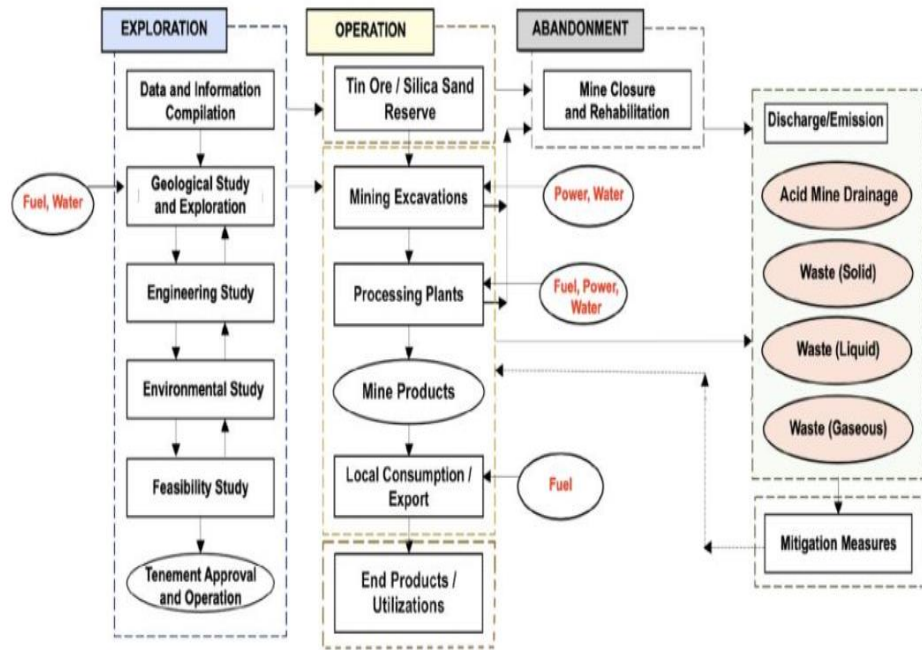 EXPLORATION
Data and Information
Compilation
Fuel, Water
Geological Study
and Exploration
Engineering Study
Environmental Study
Feasibility Study
Tenement Approval
and Operation
OPERATION
Tin Ore / Silica Sand
Reserve
Mining Excavations
Power, Water
Processing Plants
Fuel, Power,
Water
Mine Products
Local Consumption /
Export
Fuel
End Products /
Utilizations
ABANDONMENT
Mine Closure
and Rehabilitation
Discharge/Emission
Acid Mine Drainage
Waste (Solid)
Waste (Liquid)
Waste (Gaseous)
Mitigation Measures